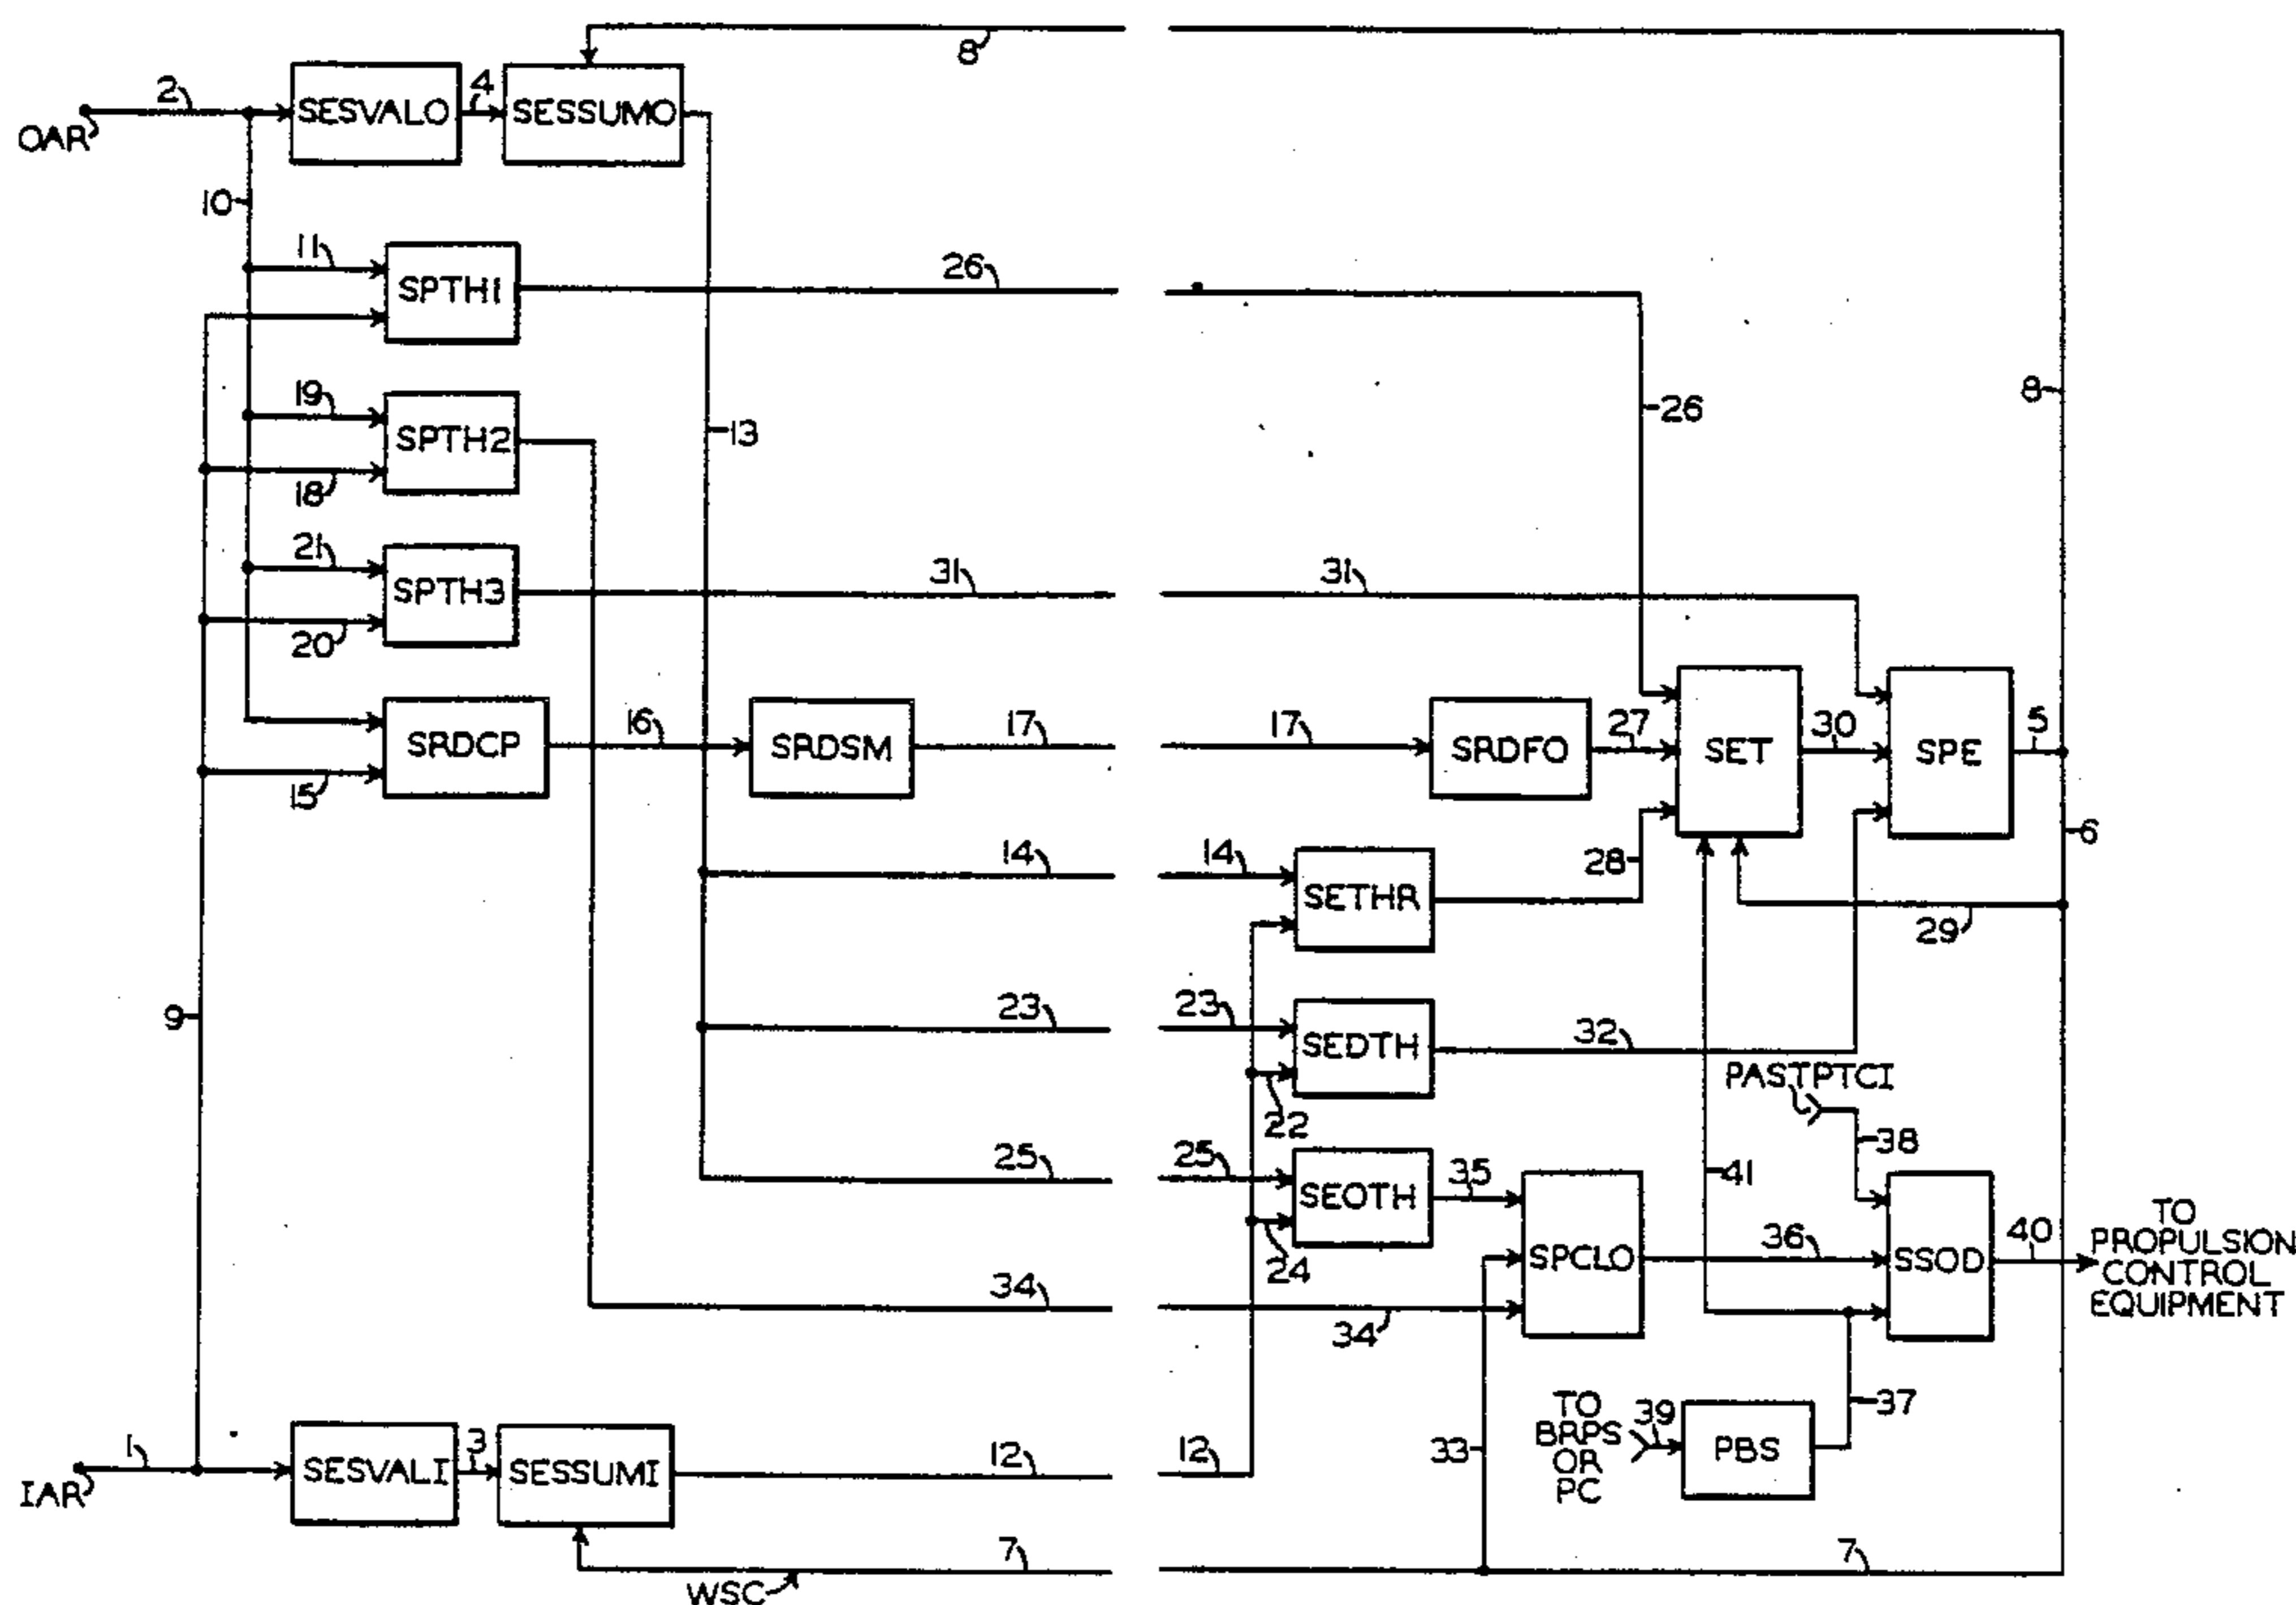 8
2
4
SESVALO
SESSUMO
OAR
10
11
26
SPTH1
8
26
19
SPTH2
13
18
21
31
31
SPTH3
20
16
17
17
27
30
5
SRDCP
SRDSM
SRDFO
SET
SPE
15
6
14
14
28
SETHR
29
9
23
23
32
SEDTH
PASTPTCI
22
38
25
25
35
41
SEOTH
TO
PROPULSION
CONTROL
EQUIPMENT
36
40
SPCLO
SSOD
24
34
34
TO
BRPS
OR
PC
39
37
PBS
1
3
12
12
33
SESVALI
SESSUMI
IAR
7
7
WSC